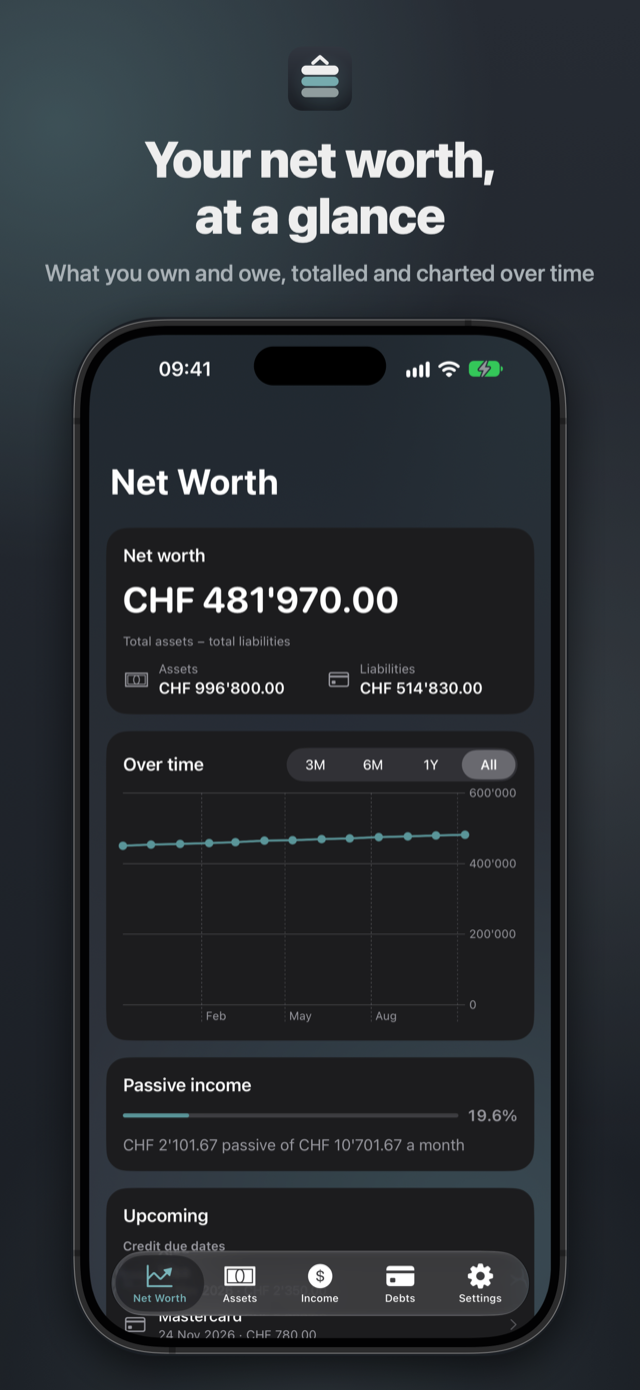 Your net worth,
at a glance
What you own and owe, totalled and charted over time
09:41
Net Worth
Net worth
CHF 481'970.00
Total assets – total liabilities
Assets
CHF 996'800.00
Liabilities
CHF 514'830.00
Over time
3M 6M 1Y All
600'000
400'000
200'000
0
Feb May Aug
Passive income
19.6%
CHF 2'101.67 passive of CHF 10'701.67 a month
Upcoming
Credit due dates
Net Worth Assets Income Debts Settings
Mastercard
24 Nov 2026 · CHF 780.00